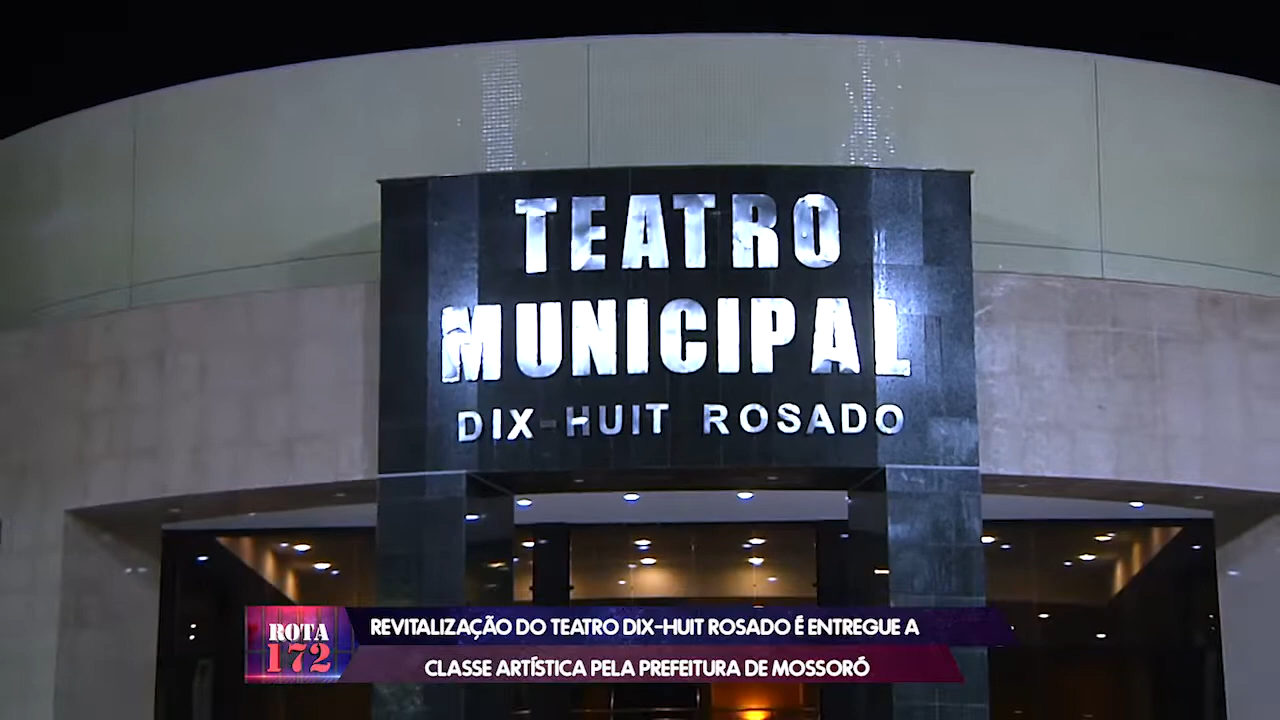 TEATRO
MUNICIPAL
DIX-HUIT ROSADO
ROTA
172
REVITALIZAÇÃO DO TEATRO DIX-HUIT ROSADO É ENTREGUE A
CLASSE ARTÍSTICA PELA PREFEITURA DE MOSSORÓ